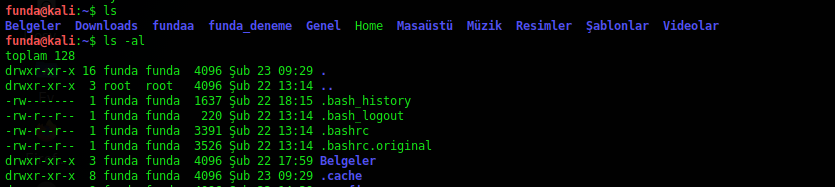 funda@kali:~$ ls
Belgeler Downloads fundaa funda_deneme Genel Home Masaüstü Müzik Resimler Şablonlar Videolar
funda@kali:~$ ls -al
toplam 128
drwxr-xr-x 16 funda funda 4096 Şub 23 09:29 .
drwxr-xr-x 3 root root 4096 Şub 22 13:14 ..
-rw------- 1 funda funda 1637 Şub 22 18:15 .bash_history
-rw-r--r-- 1 funda funda 220 Şub 22 13:14 .bash_logout
-rw-r--r-- 1 funda funda 3391 Şub 22 13:14 .bashrc
-rw-r--r-- 1 funda funda 3526 Şub 22 13:14 .bashrc.original
drwxr-xr-x 3 funda funda 4096 Şub 22 17:59 Belgeler
drwxr-xr-x 8 funda funda 4096 Şub 23 09:29 .cache